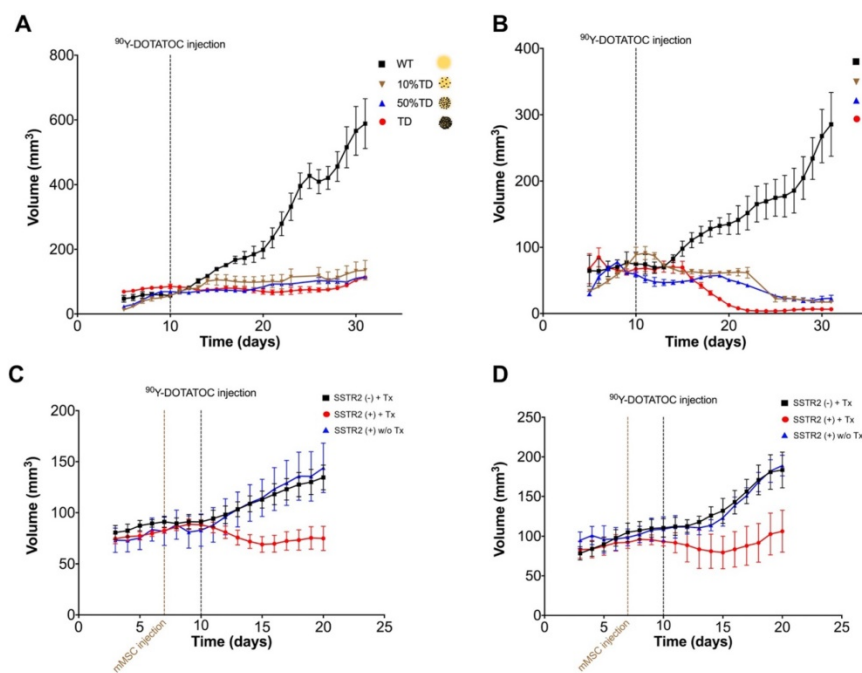 A
⁹⁰Y-DOTATOC injection
WT
10%TD
50%TD
TD
Volume (mm³)
800
600
400
200
0
0 10 20 30
Time (days)
B
⁹⁰Y-DOTATOC injection
Volume (mm³)
400
300
200
100
0
0 10 20 30
Time (days)
C
⁹⁰Y-DOTATOC injection
SSTR2 (-) + Tx
SSTR2 (+) + Tx
SSTR2 (+) w/o Tx
Volume (mm³)
200
150
100
50
0
0 5 10 15 20 25
Time (days)
mMSC injection
D
⁹⁰Y-DOTATOC injection
SSTR2 (-) + Tx
SSTR2 (+) + Tx
SSTR2 (+) w/o Tx
Volume (mm³)
250
200
150
100
50
0
0 5 10 15 20 25
Time (days)
mMSC injection